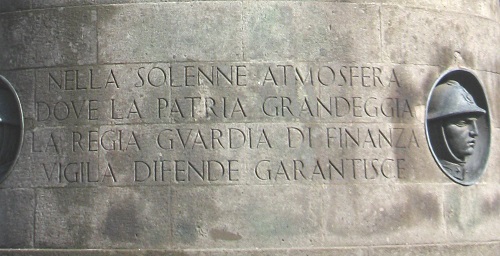 NELLA SOLENNE ATMOSFERA
DOVE LA PATRIA GRANDEGGIA
LA REGIA GVARDIA DI FINANZA
VIGILA DIFENDE GARANTISCE